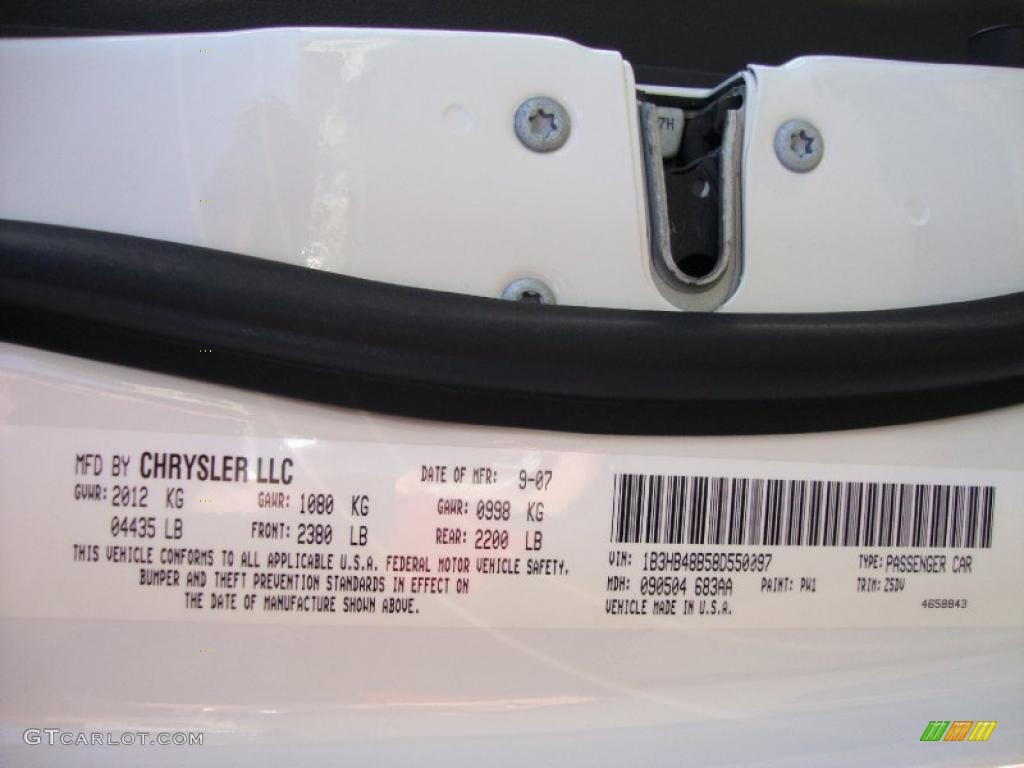 7H
MFD BY CHRYSLER LLC
DATE OF MFR: 9-07
GVWR: 2012 KG
GAWR: 1080 KG
GAWR: 0998 KG
04435 LB
FRONT: 2380 LB
REAR: 2200 LB
THIS VEHICLE CONFORMS TO ALL APPLICABLE U.S.A. FEDERAL MOTOR VEHICLE SAFETY,
BUMPER AND THEFT PREVENTION STANDARDS IN EFFECT ON
THE DATE OF MANUFACTURE SHOWN ABOVE.
VIN: 1B3HB48B58D550097
TYPE: PASSENGER CAR
MDH: 090504 683AA
PAINT: PW1
TRIM: Z5DV
VEHICLE MADE IN U.S.A.
4658843
GTCARLOT.COM